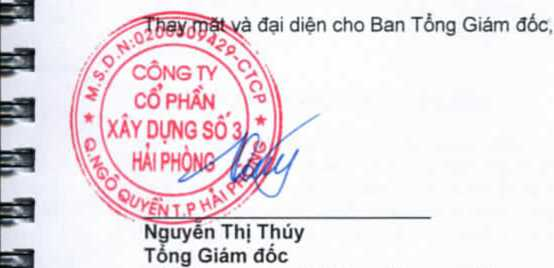 Thay mặt và đại diện cho Ban Tổng Giám đốc,
M.S.D.N:0200509429-CTCP
CÔNG TY
CỔ PHẦN
XÂY DỰNG SỐ 3
HẢI PHÒNG
Q.NGÔ QUYỀN T.P HẢI PHÒNG
Nguyễn Thị Thúy
Tổng Giám đốc